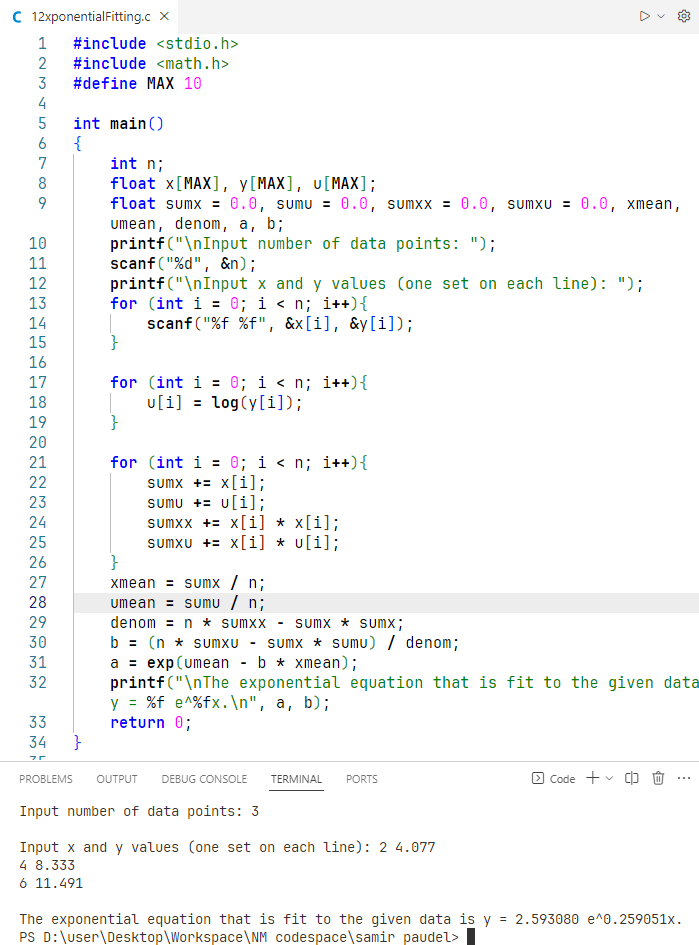 C 12xponentialFitting.c ×
1 #include <stdio.h>
2 #include <math.h>
3 #define MAX 10
4
5 int main()
6 {
7 int n;
8 float x[MAX], y[MAX], u[MAX];
9 float sumx = 0.0, sumu = 0.0, sumxx = 0.0, sumxu = 0.0, xmean,
umean, denom, a, b;
10 printf("\nInput number of data points: ");
11 scanf("%d", &n);
12 printf("\nInput x and y values (one set on each line): ");
13 for (int i = 0; i < n; i++){
14 scanf("%f %f", &x[i], &y[i]);
15 }
16
17 for (int i = 0; i < n; i++){
18 u[i] = log(y[i]);
19 }
20
21 for (int i = 0; i < n; i++){
22 sumx += x[i];
23 sumu += u[i];
24 sumxx += x[i] * x[i];
25 sumxu += x[i] * u[i];
26 }
27 xmean = sumx / n;
28 umean = sumu / n;
29 denom = n * sumxx - sumx * sumx;
30 b = (n * sumxu - sumx * sumu) / denom;
31 a = exp(umean - b * xmean);
32 printf("\nThe exponential equation that is fit to the given data
y = %f e^%fx.\n", a, b);
33 return 0;
34 }
PROBLEMS OUTPUT DEBUG CONSOLE TERMINAL PORTS Code
Input number of data points: 3
Input x and y values (one set on each line): 2 4.077
4 8.333
6 11.491
The exponential equation that is fit to the given data is y = 2.593080 e^0.259051x.
PS D:\user\Desktop\Workspace\NM codespace\samir paudel>